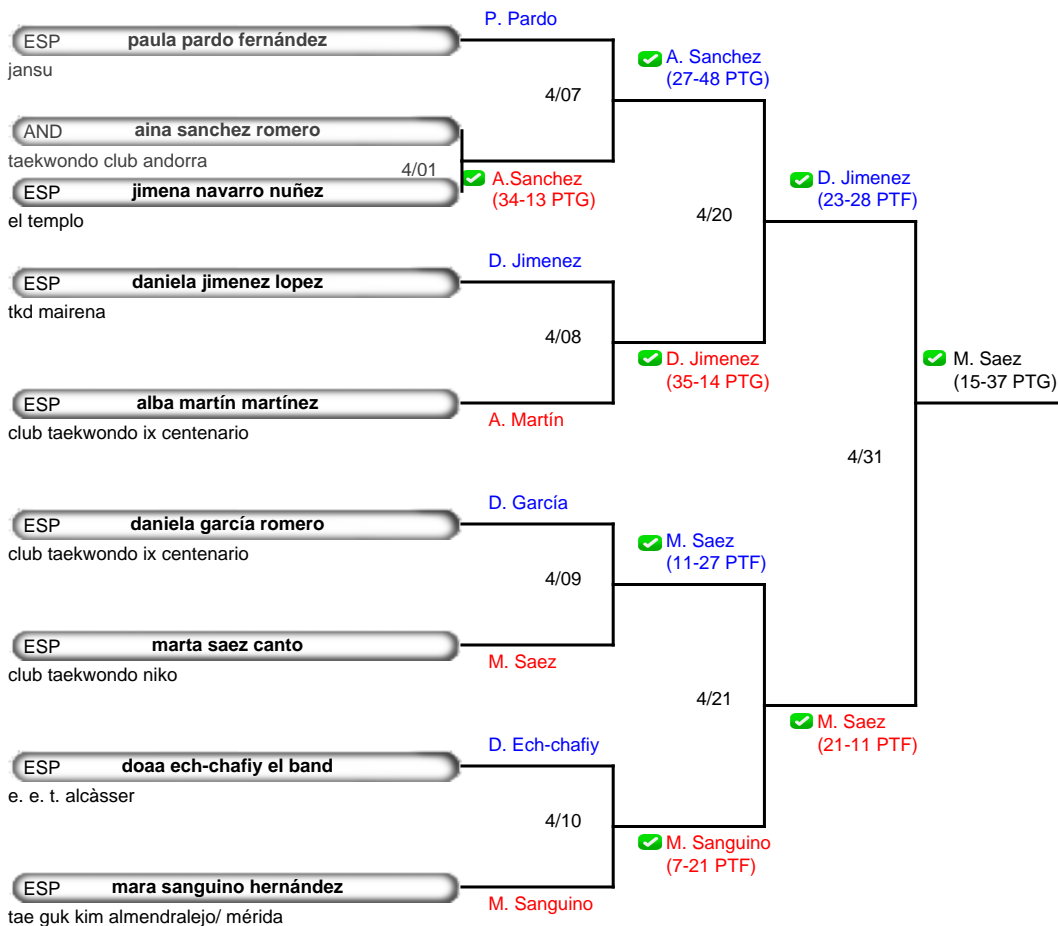 P. Pardo
ESP paula pardo fernández
jansu
A. Sanchez
(27-48 PTG)
4/07
AND aina sanchez romero
taekwondo club andorra
4/01
ESP jimena navarro nuñez
el templo
A.Sanchez
(34-13 PTG)
D. Jimenez
(23-28 PTF)
4/20
D. Jimenez
ESP daniela jimenez lopez
tkd mairena
4/08
D. Jimenez
(35-14 PTG)
M. Saez
(15-37 PTG)
ESP alba martín martínez
club taekwondo ix centenario
A. Martín
4/31
D. García
ESP daniela garcía romero
club taekwondo ix centenario
M. Saez
(11-27 PTF)
4/09
ESP marta saez canto
club taekwondo niko
M. Saez
4/21
M. Saez
(21-11 PTF)
D. Ech-chafiy
ESP doaa ech-chafiy el band
e. e. t. alcàsser
4/10
M. Sanguino
(7-21 PTF)
ESP mara sanguino hernández
tae guk kim almendralejo/ mérida
M. Sanguino